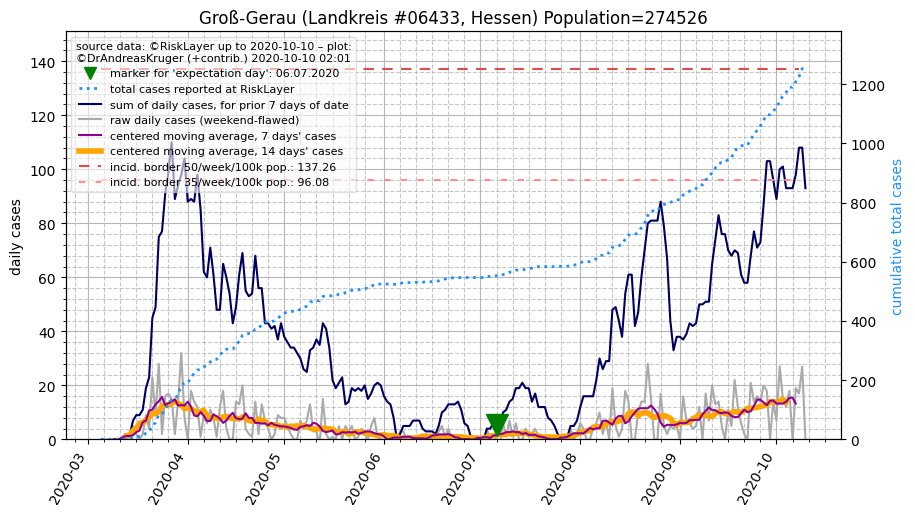 Groß-Gerau (Landkreis #06433, Hessen) Population=274526
source data: ©RiskLayer up to 2020-10-10 – plot:
©DrAndreasKruger (+contrib.) 2020-10-10 02:01
marker for 'expectation day': 06.07.2020
total cases reported at RiskLayer
sum of daily cases, for prior 7 days of date
raw daily cases (weekend-flawed)
centered moving average, 7 days' cases
centered moving average, 14 days' cases
incid. border 50/week/100k pop.: 137.26
incid. border 35/week/100k pop.: 96.08
daily cases
140
120
100
80
60
40
20
0
cumulative total cases
1200
1000
800
600
400
200
0
2020-03
2020-04
2020-05
2020-06
2020-07
2020-08
2020-09
2020-10